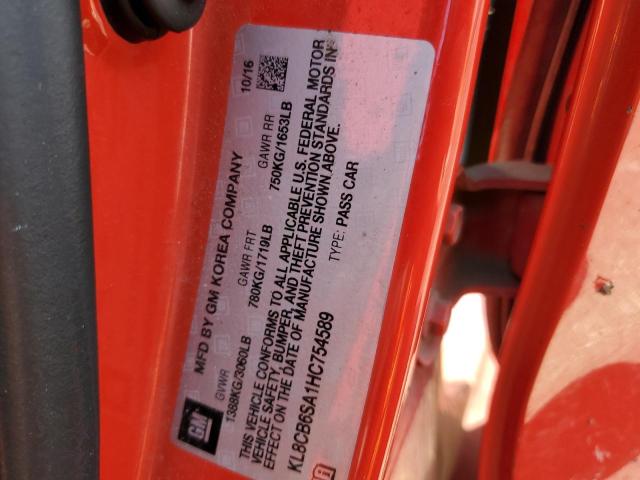 MFD BY GM KOREA COMPANY 10/16
GVWR GAWR FRT GAWR RR
1388KG/3060LB 780KG/1719LB 750KG/1653LB
THIS VEHICLE CONFORMS TO ALL APPLICABLE U.S. FEDERAL MOTOR
VEHICLE SAFETY, BUMPER, AND THEFT PREVENTION STANDARDS IN
EFFECT ON THE DATE OF MANUFACTURE SHOWN ABOVE.
KL8CB6SA1HC754589 TYPE: PASS CAR
GM